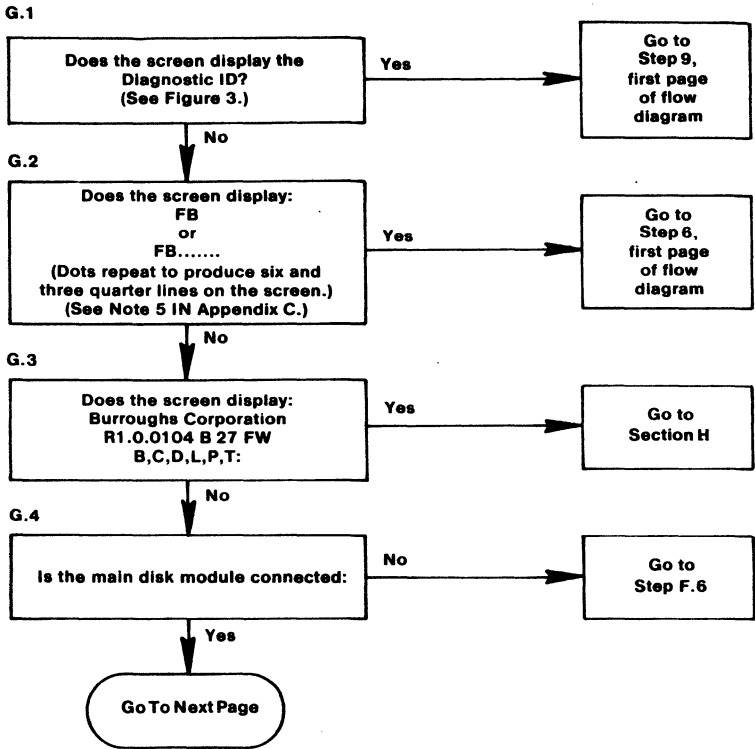 G.1
Does the screen display the
Diagnostic ID?
(See Figure 3.)
Yes
Go to
Step 9,
first page
of flow
diagram
No
G.2
Does the screen display:
FB
or
FB.......
(Dots repeat to produce six and
three quarter lines on the screen.)
(See Note 5 IN Appendix C.)
Yes
Go to
Step 6,
first page
of flow
diagram
No
G.3
Does the screen display:
Burroughs Corporation
R1.0.0104 B 27 FW
B,C,D,L,P,T:
Yes
Go to
Section H
No
G.4
Is the main disk module connected:
No
Go to
Step F.6
Yes
Go To Next Page